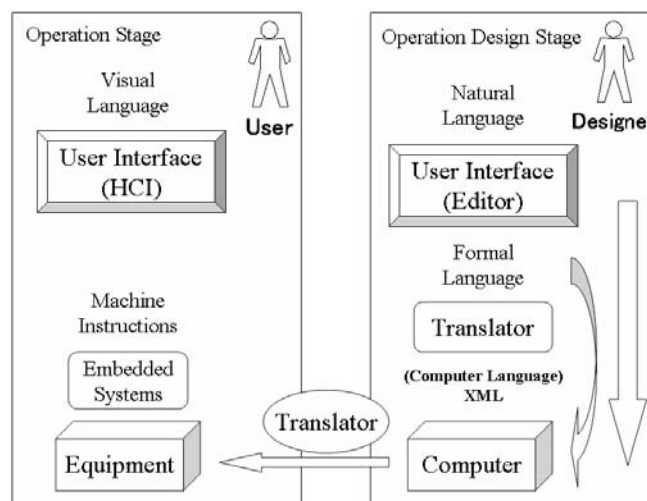 Operation Stage
Visual
Language
User
User Interface
(HCI)
Machine
Instructions
Embedded
Systems
Equipment
Translator
Operation Design Stage
Natural
Language
Designe
User Interface
(Editor)
Formal
Language
Translator
(Computer Language)
XML
Computer